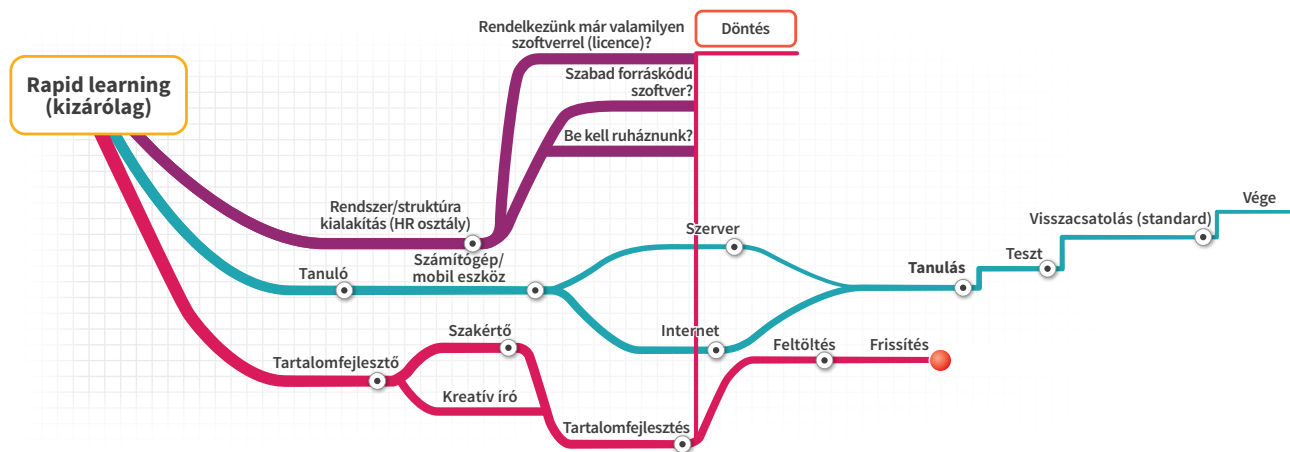 Rapid learning
(kizárólag)
Rendelkezünk már valamilyen
szoftverrel (licence)?
Döntés
Szabad forráskódú
szoftver?
Be kell ruháznunk?
Rendszer/struktúra
kialakítás (HR osztály)
Tanuló
Számítógép/
mobil eszköz
Szerver
Internet
Tanulás
Teszt
Visszacsatolás (standard)
Vége
Tartalomfejlesztő
Szakértő
Kreatív író
Tartalomfejlesztés
Feltöltés
Frissítés